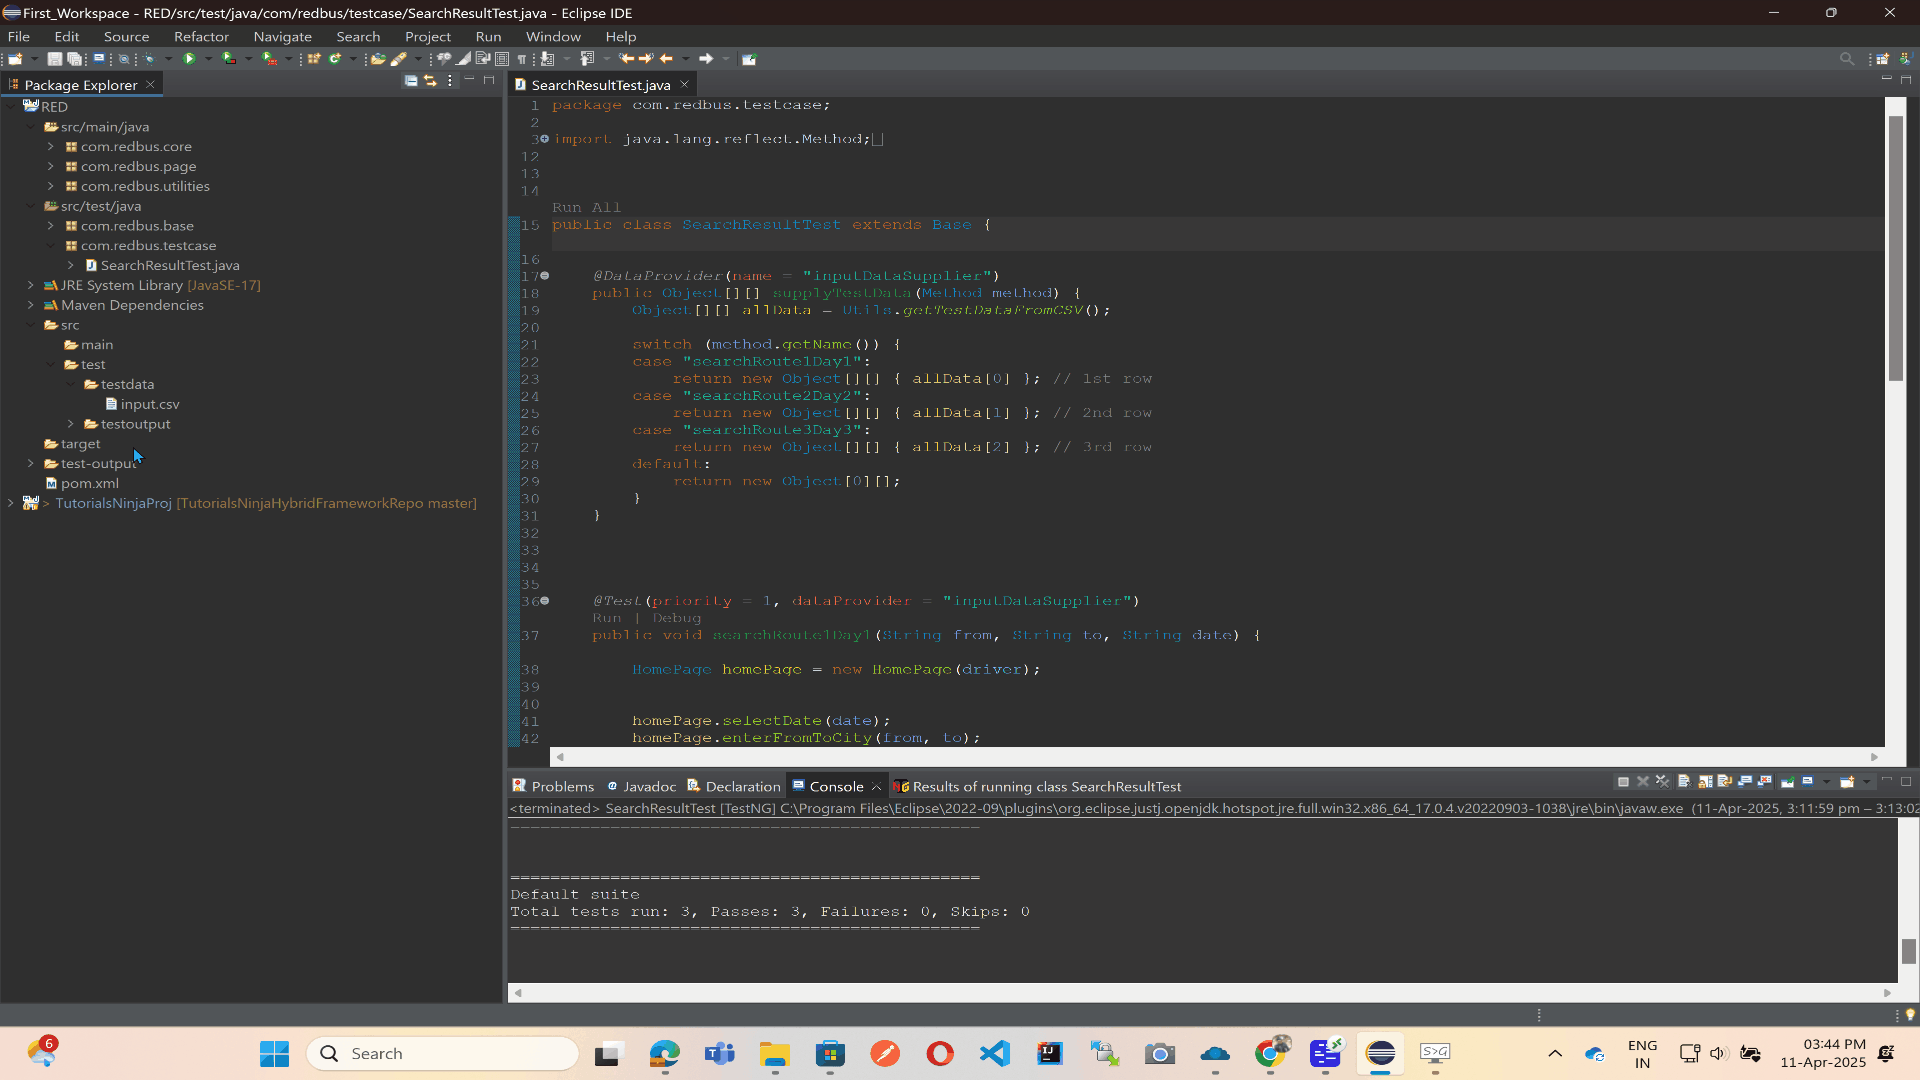 First_Workspace - RED/src/test/java/com/redbus/testcase/SearchResultTest.java - Eclipse IDE
File Edit Source Refactor Navigate Search Project Run Window Help
Package Explorer
RED
src/main/java
com.redbus.core
com.redbus.page
com.redbus.utilities
src/test/java
com.redbus.base
com.redbus.testcase
SearchResultTest.java
JRE System Library [JavaSE-17]
Maven Dependencies
src
main
test
testdata
input.csv
testoutput
target
test-output
pom.xml
> TutorialsNinjaProj [TutorialsNinjaHybridFrameworkRepo master]
SearchResultTest.java
1 package com.redbus.testcase;
2
3 import java.lang.reflect.Method;
12
13
14
Run All
15 public class SearchResultTest extends Base {
16
17 @DataProvider(name = "inputDataSupplier")
18 public Object[][] supplyTestData(Method method) {
19 Object[][] allData = Utils.getTestDataFromCSV();
20
21 switch (method.getName()) {
22 case "searchRoute1Day1":
23 return new Object[][] { allData[0] }; // 1st row
24 case "searchRoute2Day2":
25 return new Object[][] { allData[1] }; // 2nd row
26 case "searchRoute3Day3":
27 return new Object[][] { allData[2] }; // 3rd row
28 default:
29 return new Object[0][];
30 }
31 }
32
33
34
35
36 @Test(priority = 1, dataProvider = "inputDataSupplier")
Run | Debug
37 public void searchRoute1Day1(String from, String to, String date) {
38 HomePage homePage = new HomePage(driver);
39
40
41 homePage.selectDate(date);
42 homePage.enterFromToCity(from, to);
Problems Javadoc Declaration Console Results of running class SearchResultTest
<terminated> SearchResultTest [TestNG] C:\Program Files\Eclipse\2022-09\plugins\org.eclipse.justj.openjdk.hotspot.jre.full.win32.x86_64_17.0.4.v20220903-1038\jre\bin\javaw.exe (11-Apr-2025, 3:11:59 pm – 3:13:02
===============================================
===============================================
Default suite
Total tests run: 3, Passes: 3, Failures: 0, Skips: 0
===============================================
6
Search
S>G
ENG
IN
03:44 PM
11-Apr-2025